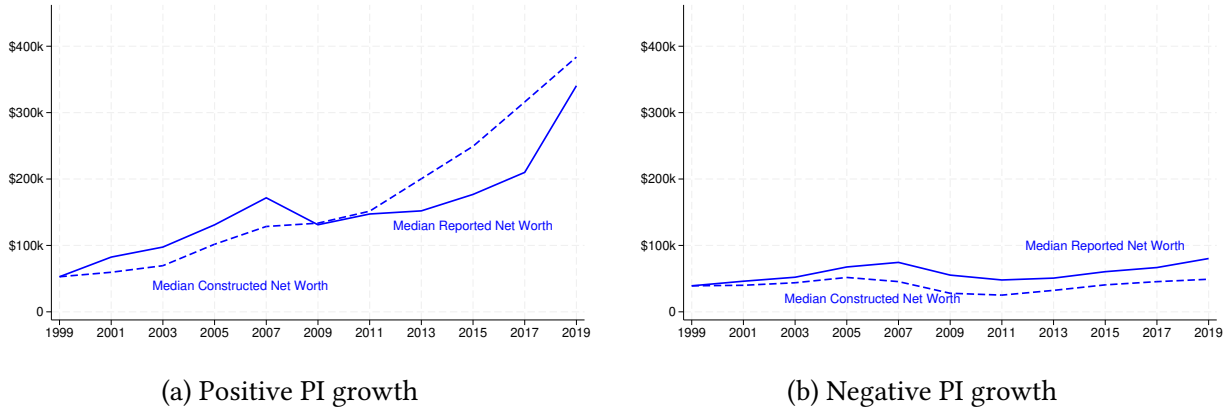 $400k
$300k
$200k
$100k
0
Median Reported Net Worth
Median Constructed Net Worth
1999 2001 2003 2005 2007 2009 2011 2013 2015 2017 2019
(a) Positive PI growth
$400k
$300k
$200k
$100k
0
Median Reported Net Worth
Median Constructed Net Worth
1999 2001 2003 2005 2007 2009 2011 2013 2015 2017 2019
(b) Negative PI growth